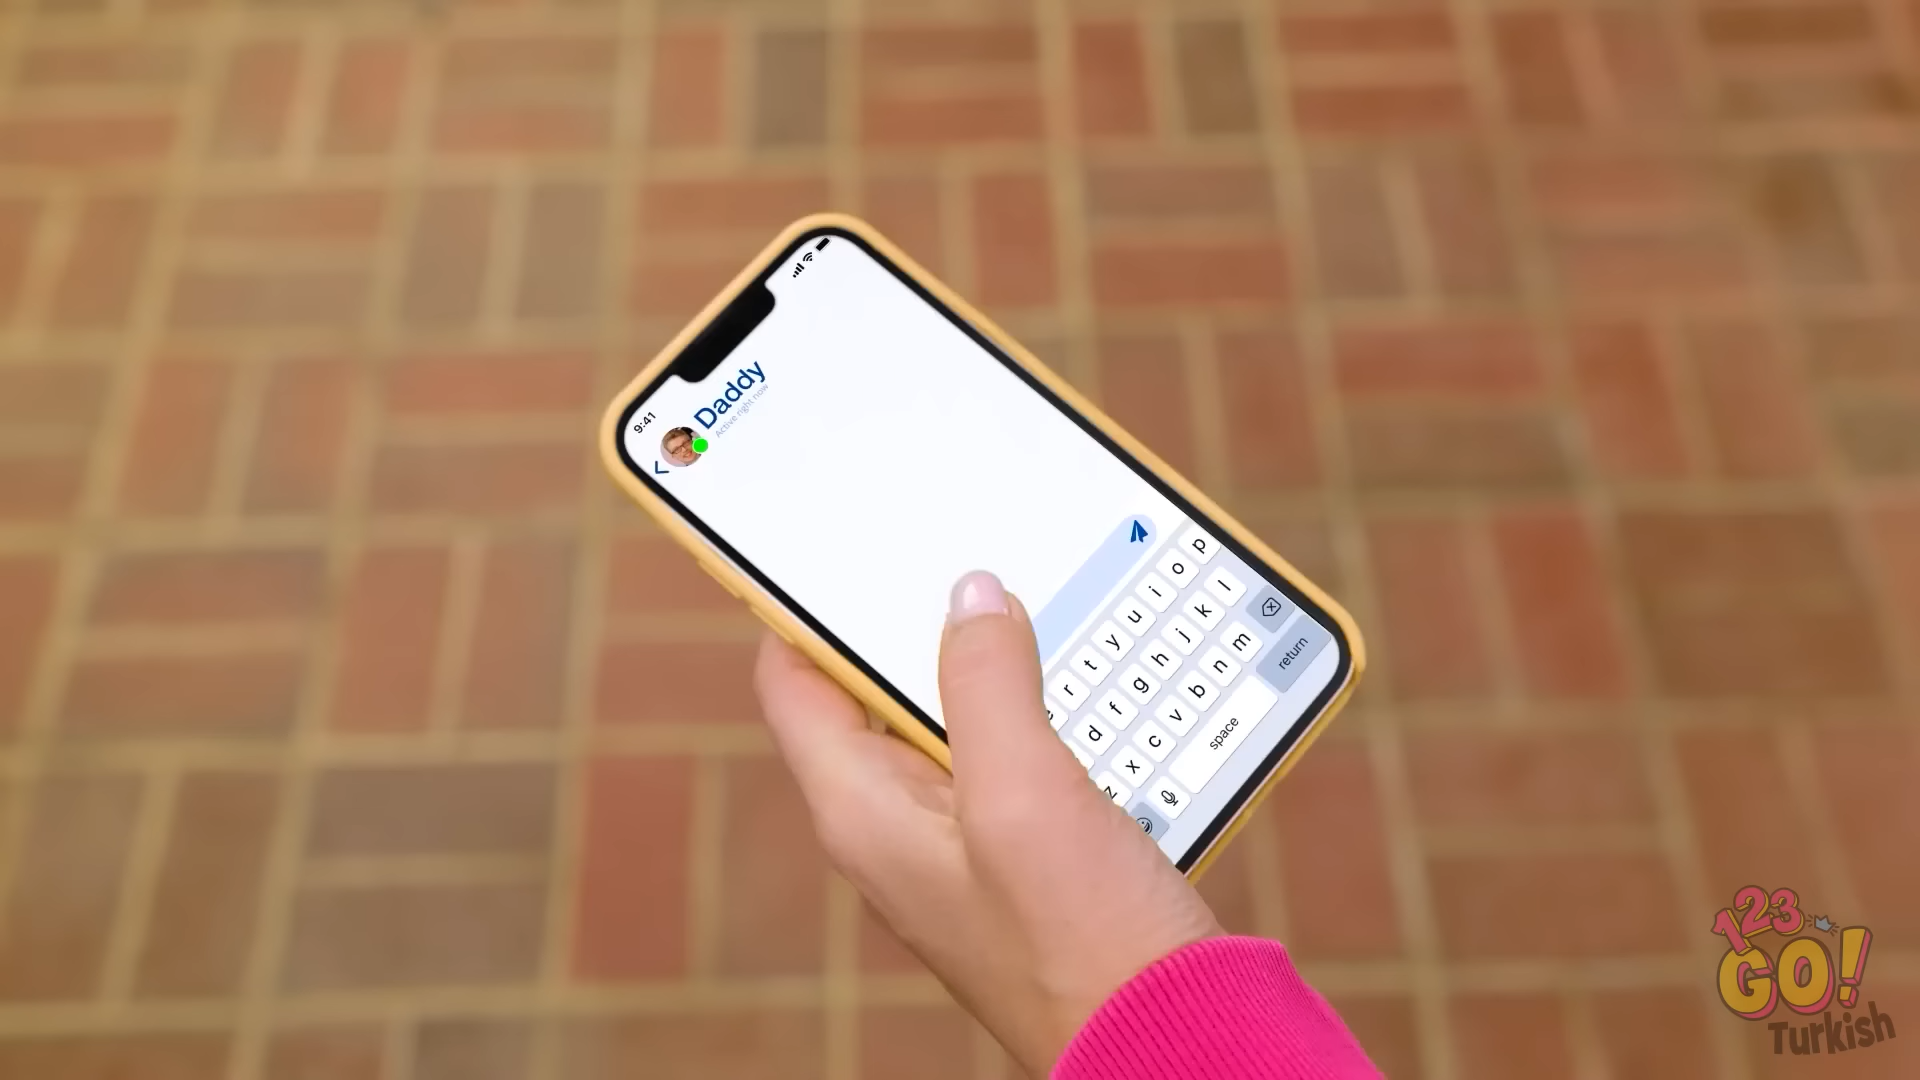 9:41
Daddy
Active right now
r t y u i o p
d f g h j k l
z x c v b n m
space return
123
GO!
Turkish